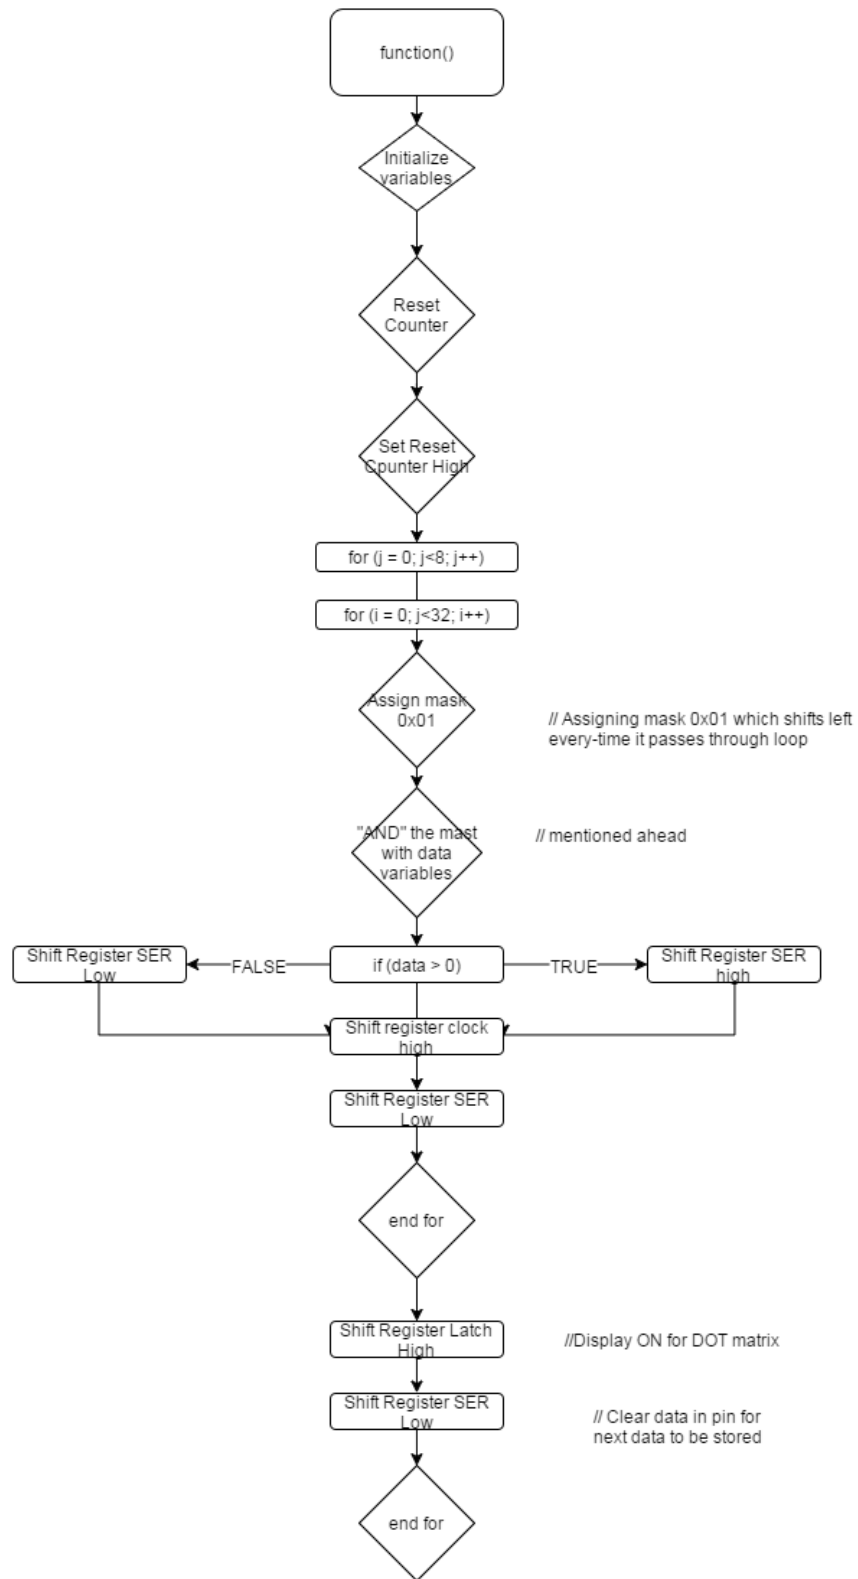 function()
Initialize
variables
Reset
Counter
Set Reset
Cpunter High
for (j = 0; j<8; j++)
for (i = 0; j<32; i++)
Assign mask
0x01
// Assigning mask 0x01 which shifts left
every-time it passes through loop
"AND" the mast
with data
variables
// mentioned ahead
Shift Register SER
Low
FALSE
if (data > 0)
TRUE
Shift Register SER
high
Shift register clock
high
Shift Register SER
Low
end for
Shift Register Latch
High
//Display ON for DOT matrix
Shift Register SER
Low
// Clear data in pin for
next data to be stored
end for